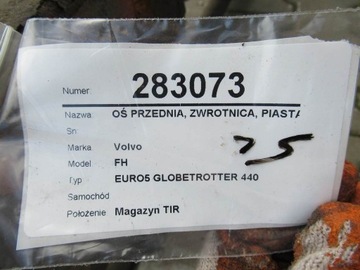 Numer 283073
Nazwa OŚ PRZEDNIA, ZWROTNICA, PIASTA
Sn
Marka Volvo
Model FH
Typ EURO5 GLOBETROTTER 440
Samochód
Położenie Magazyn TIR